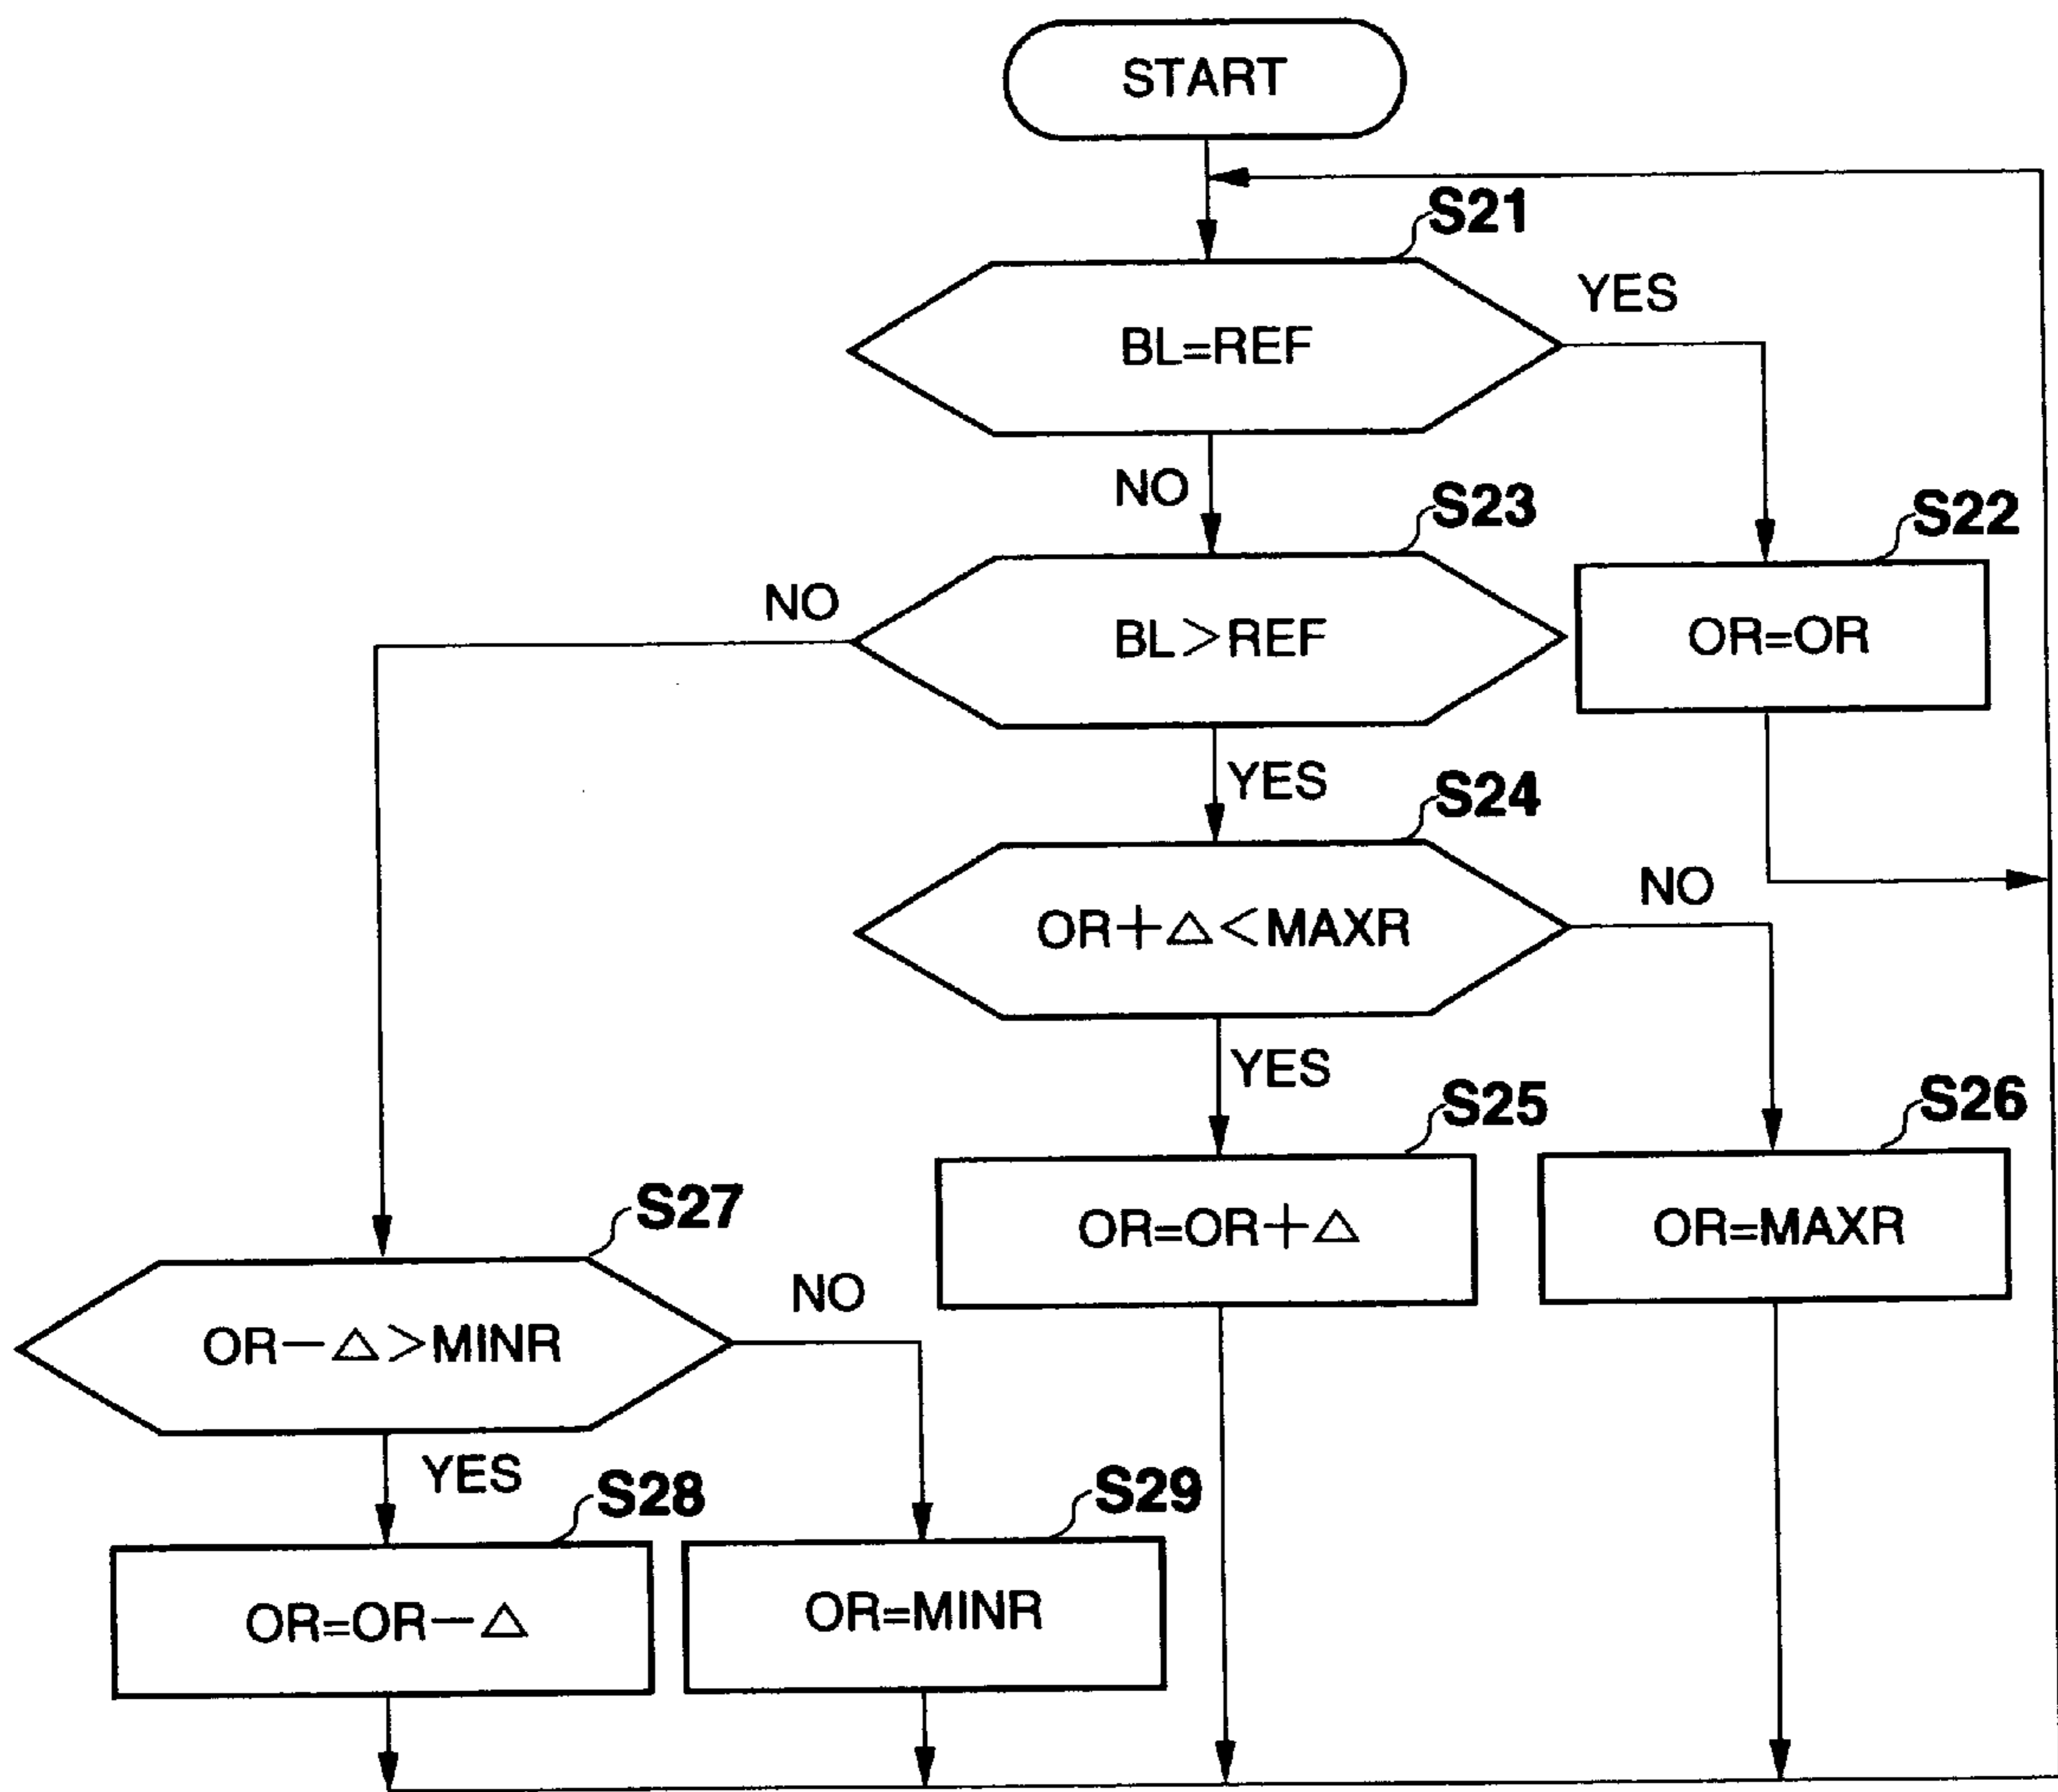 START
S21
BL=REF
YES
NO
S23
S22
NO
BL>REF
OR=OR
YES
S24
OR+△<MAXR
NO
YES
S25
S26
OR=OR+△
OR=MAXR
S27
OR−△>MINR
NO
YES
S28
S29
OR=OR−△
OR=MINR